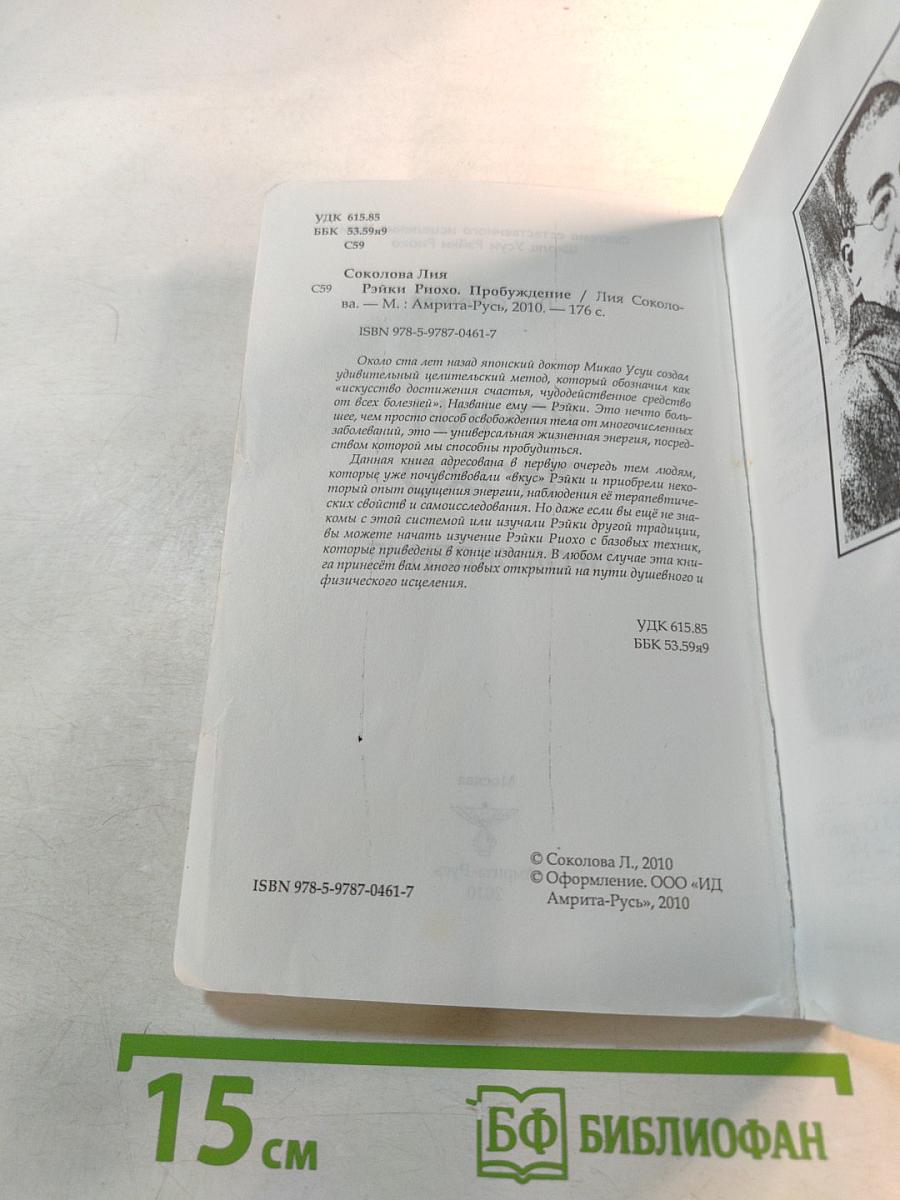 УДК 615.85
ББК 53.59я9
С59
Соколова Лия
С59 Рэйки Риохо. Пробуждение / Лия Соколо-
ва. — М. : Амрита-Русь, 2010. — 176 с.
ISBN 978-5-9787-0461-7
Около ста лет назад японский доктор Микао Усуи создал
удивительный целительский метод, который обозначил как
«искусство достижения счастья, чудодейственное средство
от всех болезней». Название ему — Рэйки. Это нечто боль-
шее, чем просто способ освобождения тела от многочисленных
заболеваний, это — универсальная жизненная энергия, посред-
ством которой мы способны пробудиться.
Данная книга адресована в первую очередь тем людям,
которые уже почувствовали «вкус» Рэйки и приобрели неко-
торый опыт ощущения энергии, наблюдения её терапевтиче-
ских свойств и самоисследования. Но даже если вы ещё не зна-
комы с этой системой или изучали Рэйки другой традиции,
вы можете начать изучение Рэйки Риохо с базовых техник,
которые приведены в конце издания. В любом случае эта кни-
га принесёт вам много новых открытий на пути душевного и
физического исцеления.
УДК 615.85
ББК 53.59я9
ISBN 978-5-9787-0461-7
© Соколова Л., 2010
© Оформление. ООО «ИД
Амрита-Русь», 2010
15 см
БФ БИБЛИОФАН